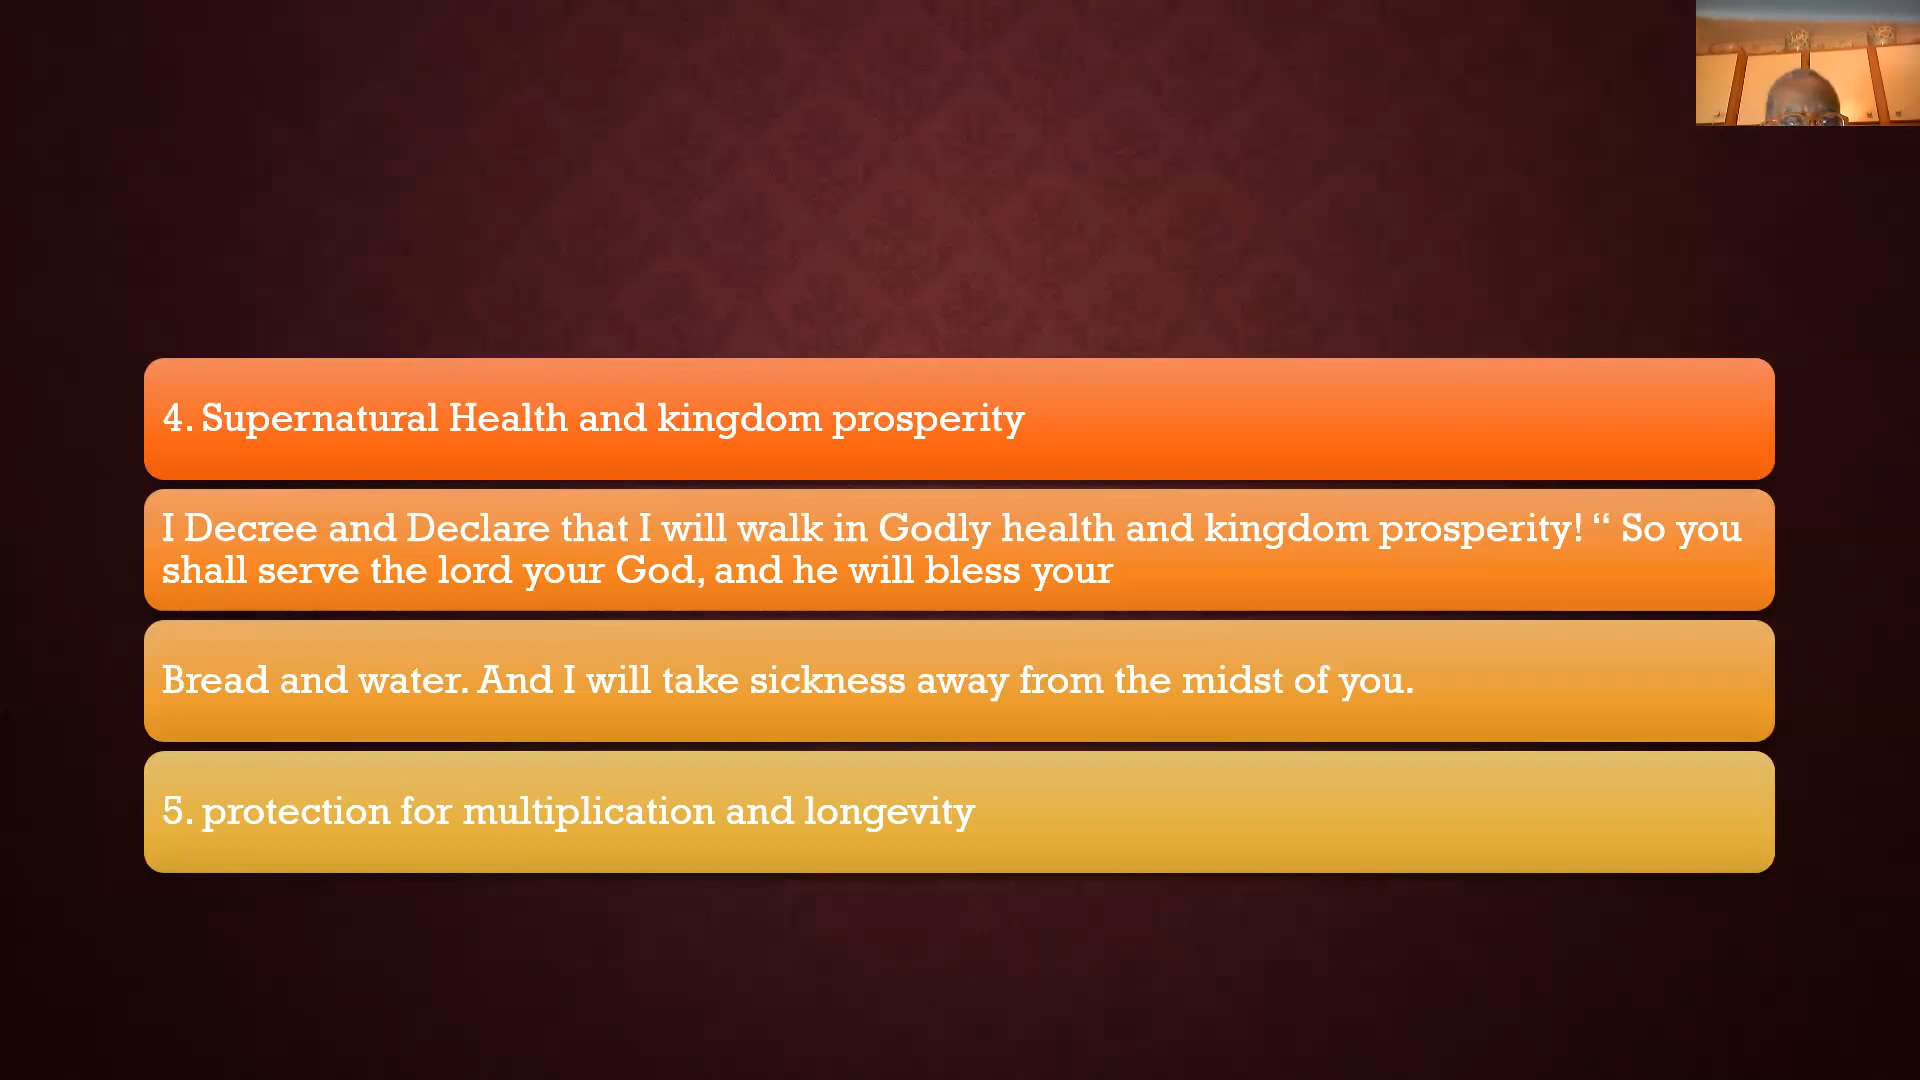 4. Supernatural Health and kingdom prosperity
I Decree and Declare that I will walk in Godly health and kingdom prosperity! “ So you
shall serve the lord your God, and he will bless your
Bread and water. And I will take sickness away from the midst of you.
5. protection for multiplication and longevity